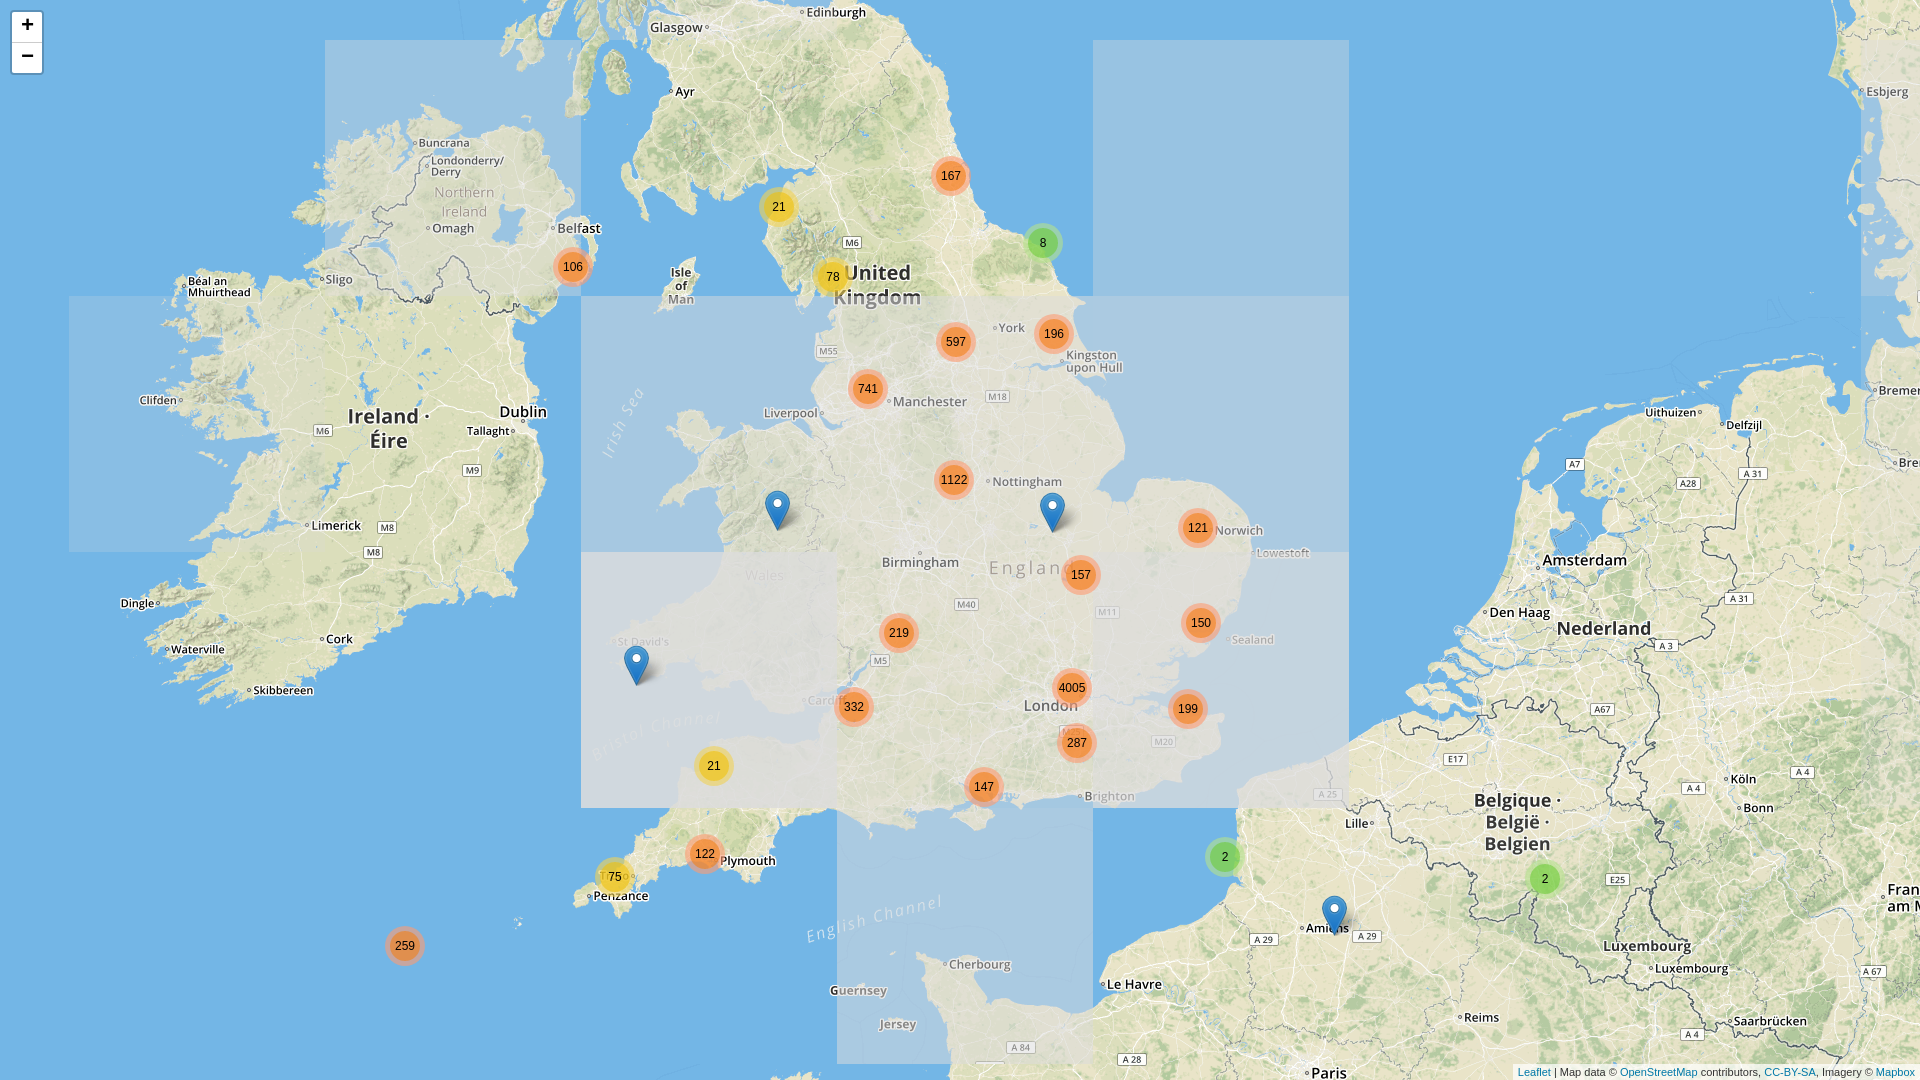 +
−
Edinburgh
Glasgow
Ayr
Esbjerg
Buncrana
Londonderry/
Derry
167
Northern
Ireland
21
Omagh
Belfast
M6
8
106
Isle
of
Man
78
United
Kingdom
Sligo
Béal an
Mhuirthead
York
196
597
M55
Kingston
upon Hull
741
Manchester
M18
Clifden
Liverpool
Irish Sea
Ireland ·
Éire
Dublin
Tallaght
M6
M9
Uithuizen
Delfzijl
Bremer
A7
A 31
A28
Bre
1122
Nottingham
Limerick
M8
M8
121
Norwich
Lowestoft
Birmingham
England
157
Wales
Amsterdam
A 31
Dingle
M40
M11
Den Haag
Nederland
219
150
Sealand
Cork
Waterville
St David's
M5
A 3
Skibbereen
4005
Cardiff
332
London
199
A67
Bristol Channel
287
M20
E17
21
Köln
A 4
A 4
147
Brighton
A 25
Bonn
Belgique ·
België ·
Belgien
Lille
122
Plymouth
2
75
Penzance
2
E25
Fran
am M
English Channel
Amiens
A 29
A 29
259
Luxembourg
Luxembourg
Cherbourg
A 67
Le Havre
Guernsey
Jersey
Reims
Saarbrücken
A 4
A 84
A 28
Paris
Leaflet | Map data © OpenStreetMap contributors, CC-BY-SA, Imagery © Mapbox